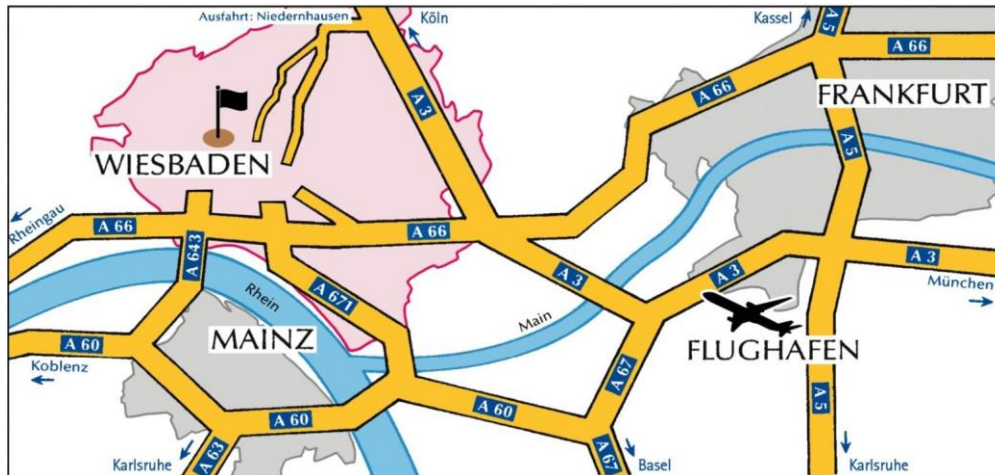 Ausfahrt: Niedernhausen
Köln
Kassel
A 5
A 66
A 3
A 66
FRANKFURT
A 5
WIESBADEN
Rheingau
A 66
A 66
A 643
A 3
A 3
A 3
München
Rhein
A 671
Main
MAINZ
FLUGHAFEN
A 60
Koblenz
A 67
A 60
A 60
A 5
A 63
A 67
Karlsruhe
Basel
Karlsruhe